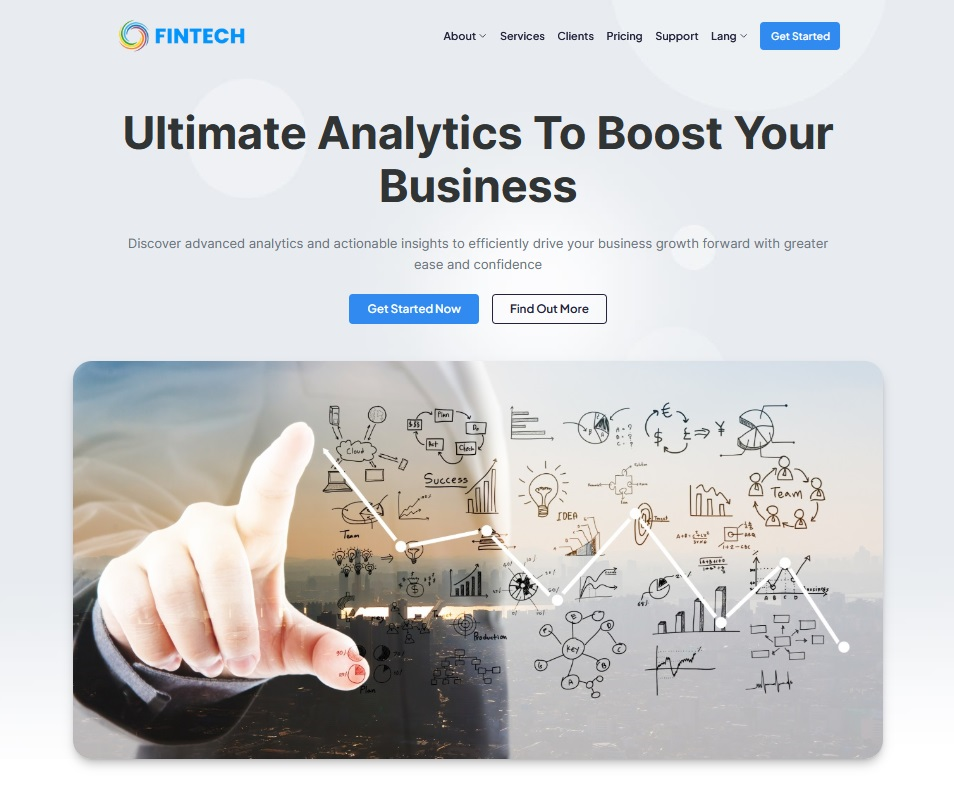 FINTECH
About
Services
Clients
Pricing
Support
Lang
Get Started
Ultimate Analytics To Boost Your
Business
Discover advanced analytics and actionable insights to efficiently drive your business growth forward with greater
ease and confidence
Get Started Now
Find Out More
Plan
$$$
Do
Act
Check
Cloud
Success
€
$
£
¥
Team
IDEA
Team
A B C D
Production
Key
E
F
D
G
C
B
A
Plan